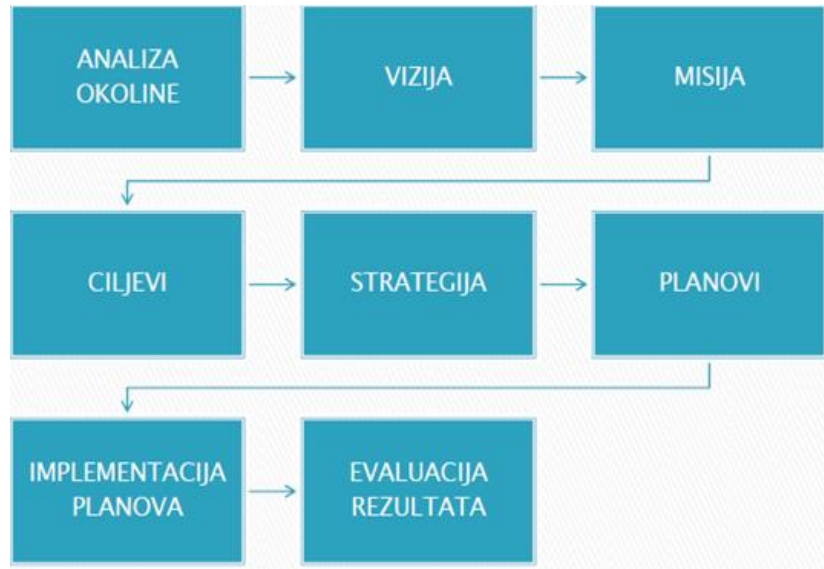 ANALIZA
OKOLINE
VIZIJA
MISIJA
CILJEVI
STRATEGIJA
PLANOVI
IMPLEMENTACIJA
PLANOVA
EVALUACIJA
REZULTATA